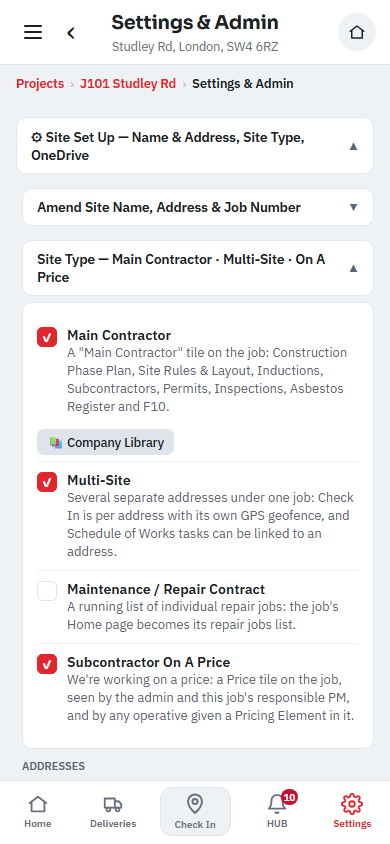 Settings & Admin
Studley Rd, London, SW4 6RZ
Projects › J101 Studley Rd › Settings & Admin
⚙ Site Set Up — Name & Address, Site Type,
OneDrive
▲
Amend Site Name, Address & Job Number
▼
Site Type — Main Contractor · Multi-Site · On A
Price
▲
Main Contractor
A "Main Contractor" tile on the job: Construction
Phase Plan, Site Rules & Layout, Inductions,
Subcontractors, Permits, Inspections, Asbestos
Register and F10.
📚 Company Library
Multi-Site
Several separate addresses under one job: Check
In is per address with its own GPS geofence, and
Schedule of Works tasks can be linked to an
address.
Maintenance / Repair Contract
A running list of individual repair jobs: the job's
Home page becomes its repair jobs list.
Subcontractor On A Price
We're working on a price: a Price tile on the job,
seen by the admin and this job's responsible PM,
and by any operative given a Pricing Element in it.
ADDRESSES
10
Home Deliveries Check In HUB Settings